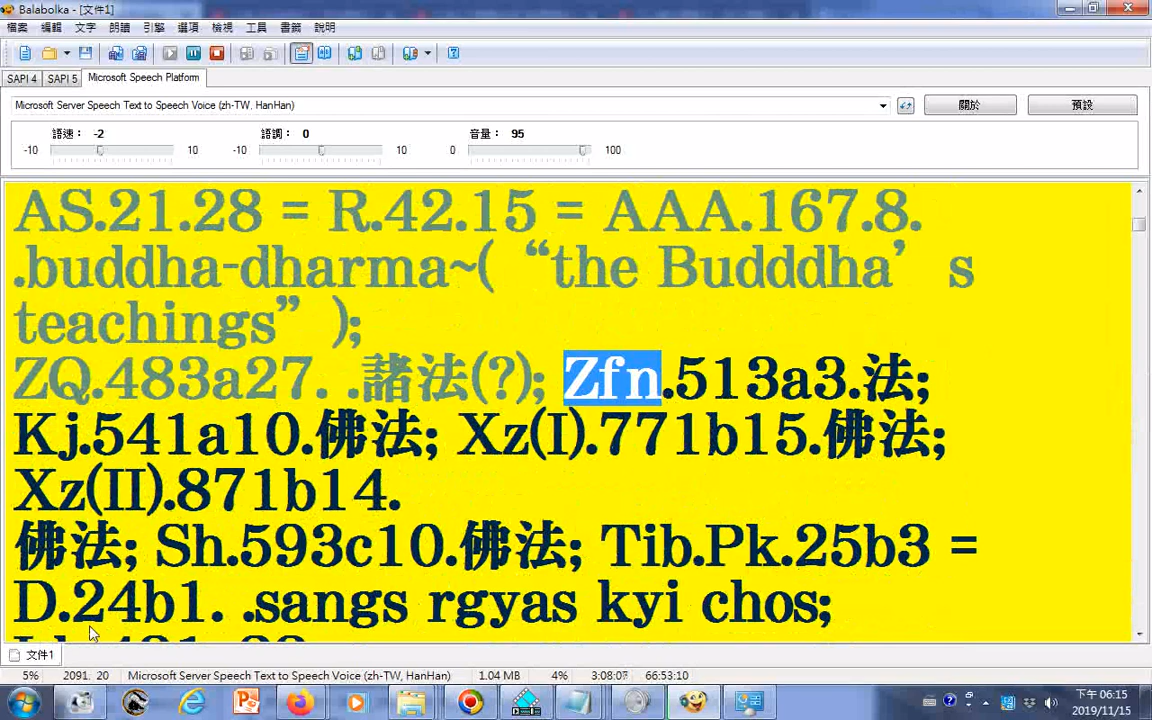 Balabolka - [文件1]
檔案 編輯 文字 朗讀 引擎 選項 檢視 工具 書籤 說明
SAPI 4 SAPI 5 Microsoft Speech Platform
Microsoft Server Speech Text to Speech Voice (zh-TW, HanHan) 關於 預設
語速： -2 語調： 0 音量： 95
-10 10 -10 10 0 100
AS.21.28 = R.42.15 = AAA.167.8.
.buddha-dharma~(“the Budddha’s
teachings”);
ZQ.483a27. .諸法(?); Zfn.513a3.法;
Kj.541a10.佛法; Xz(I).771b15.佛法;
Xz(II).871b14.
佛法; Sh.593c10.佛法; Tib.Pk.25b3 =
D.24b1. .sangs rgyas kyi chos;
文件1
5% 2091: 20 Microsoft Server Speech Text to Speech Voice (zh-TW, HanHan) 1.04 MB 4% 3:08:07 66:53:10
下午 06:15
2019/11/15